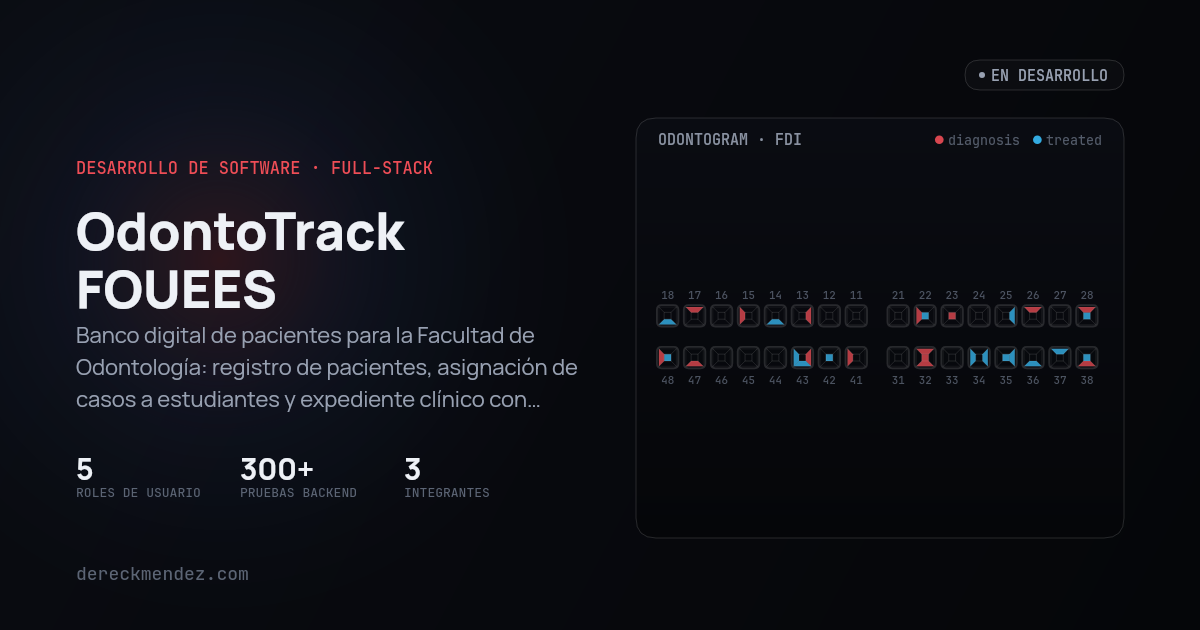 EN DESARROLLO
DESARROLLO DE SOFTWARE · FULL-STACK
OdontoTrack
FOUEES
Banco digital de pacientes para la Facultad de
Odontología: registro de pacientes, asignación de
casos a estudiantes y expediente clínico con…
5
ROLES DE USUARIO
300+
PRUEBAS BACKEND
3
INTEGRANTES
dereckmendez.com
ODONTOGRAM · FDI
diagnosis
treated
18 17 16 15 14 13 12 11 21 22 23 24 25 26 27 28
48 47 46 45 44 43 42 41 31 32 33 34 35 36 37 38